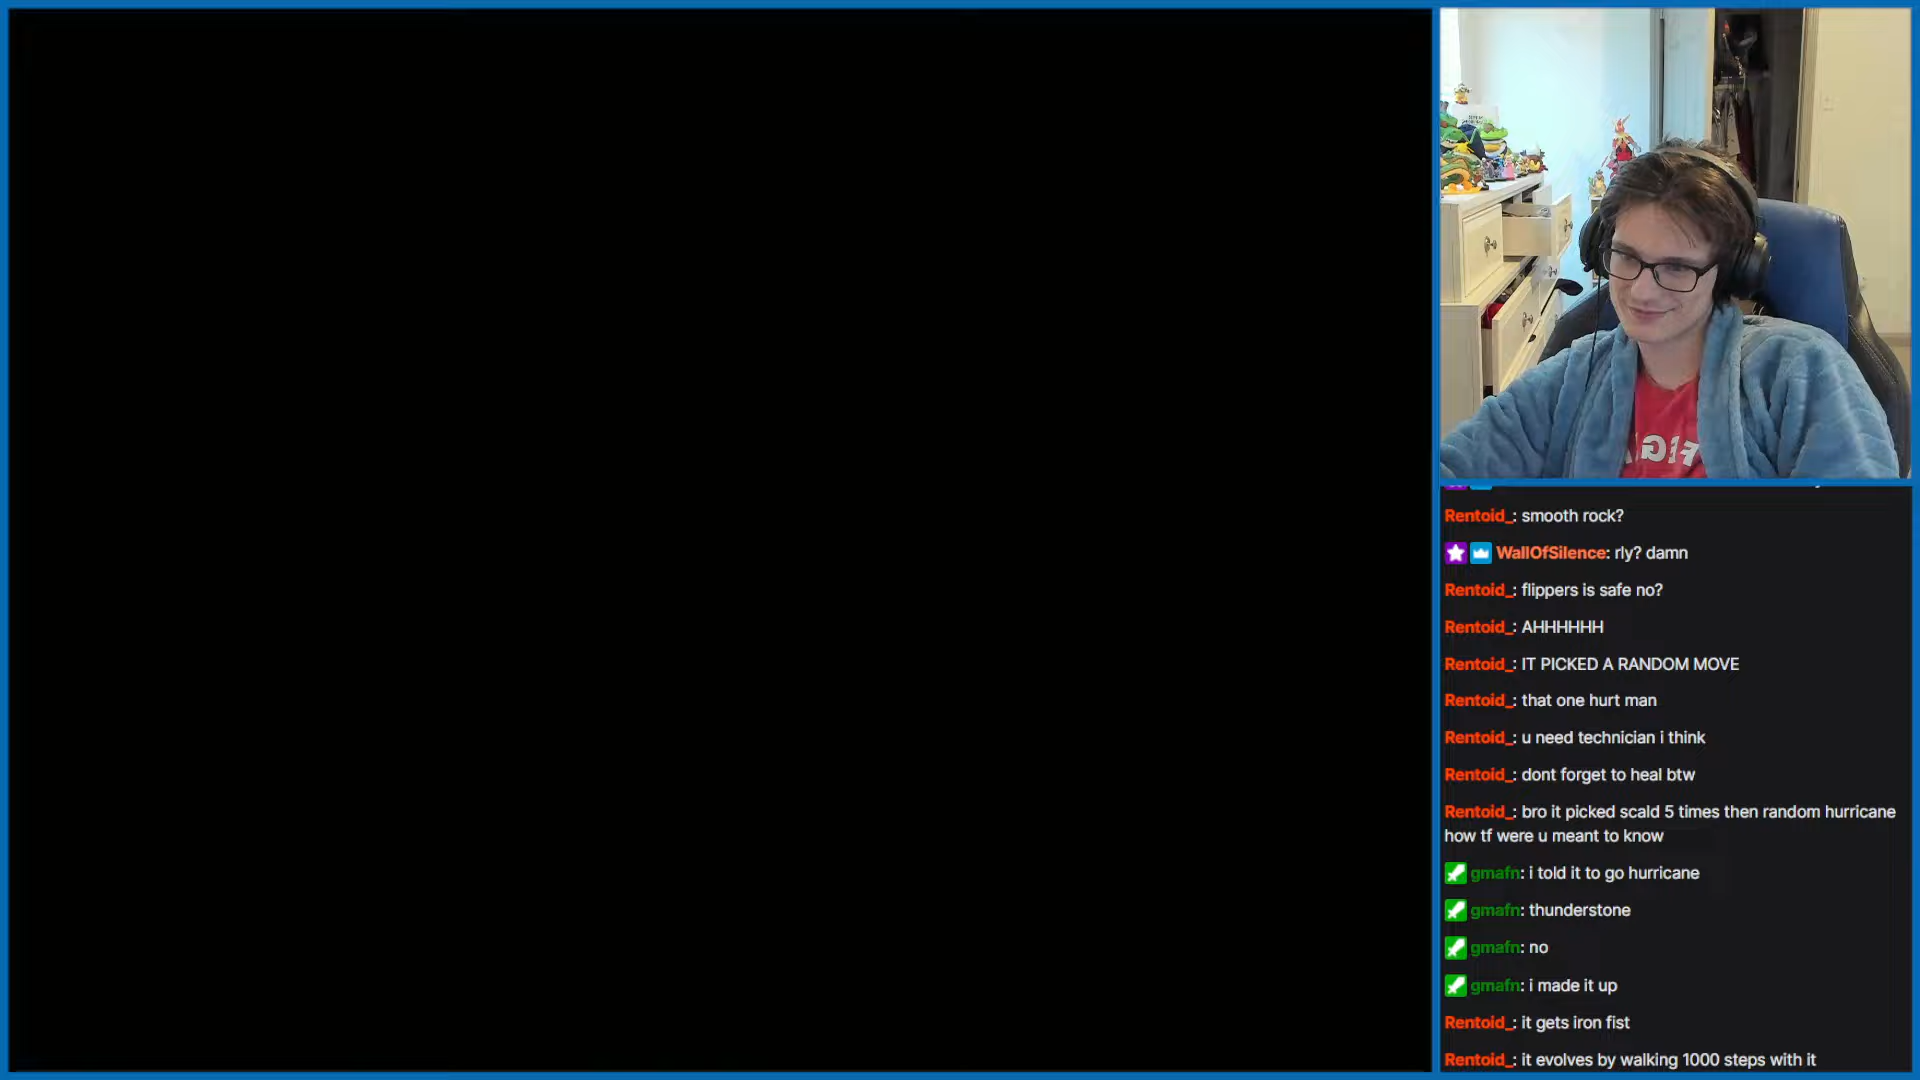 Rentoid_: smooth rock?
WallOfSilence: rly? damn
Rentoid_: flippers is safe no?
Rentoid_: AHHHHHH
Rentoid_: IT PICKED A RANDOM MOVE
Rentoid_: that one hurt man
Rentoid_: u need technician i think
Rentoid_: dont forget to heal btw
Rentoid_: bro it picked scald 5 times then random hurricane
how tf were u meant to know
gmafn: i told it to go hurricane
gmafn: thunderstone
gmafn: no
gmafn: i made it up
Rentoid_: it gets iron fist
Rentoid_: it evolves by walking 1000 steps with it